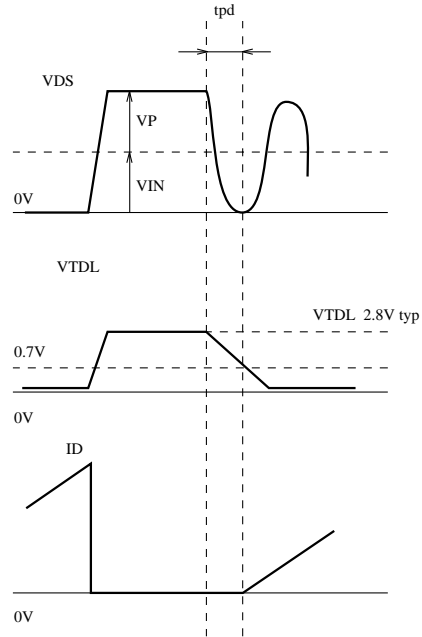 tpd
VDS
VP
VIN
0V
VTDL
VTDL 2.8V typ
0.7V
0V
ID
0V